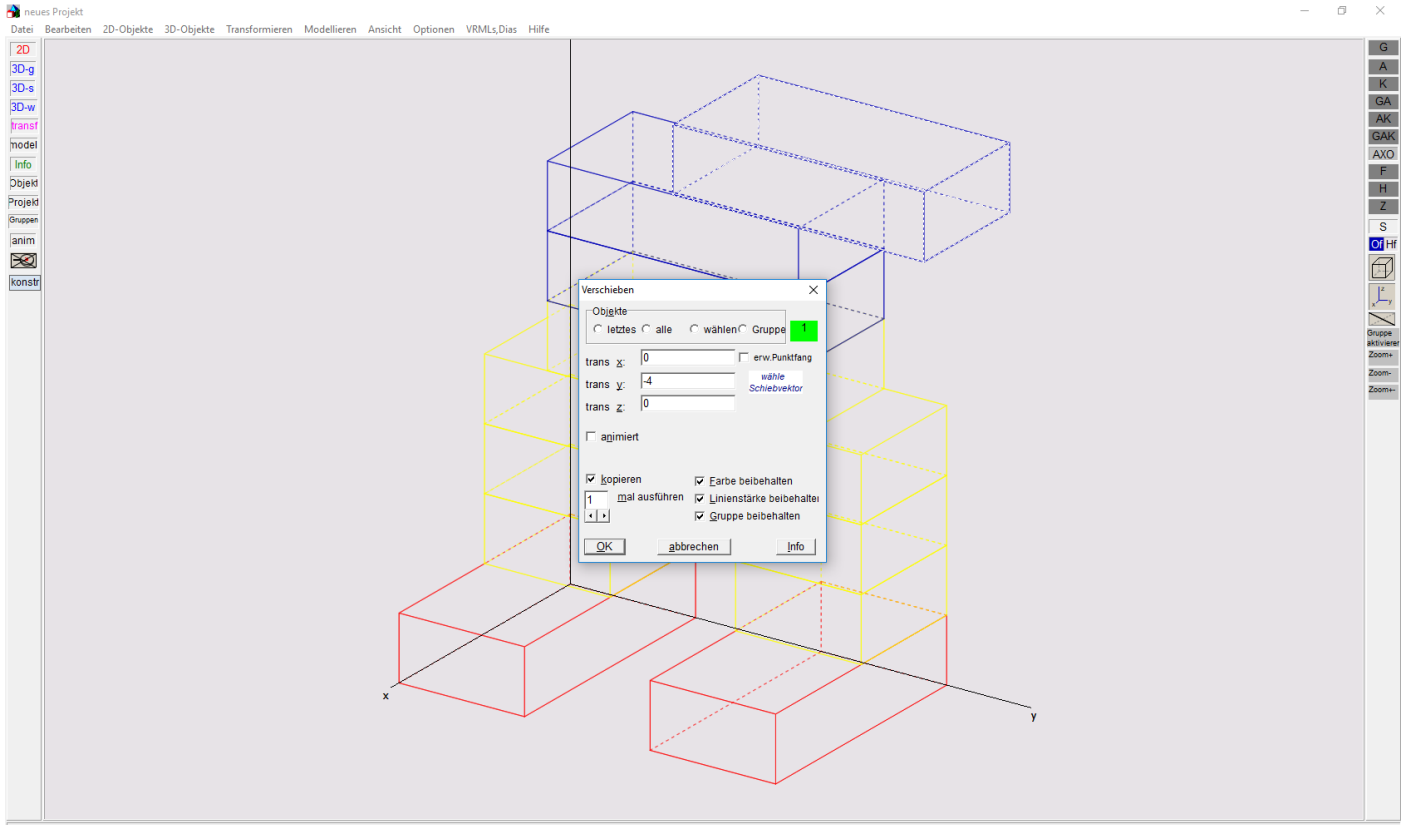 neues Projekt
Datei Bearbeiten 2D-Objekte 3D-Objekte Transformieren Modellieren Ansicht Optionen VRMLs,Dias Hilfe
2D
3D-g
3D-s
3D-w
transf
model
Info
Objekt
Projekt
Gruppen
anim
konstr
x
y
Verschieben
Objekte
letztes alle wählen Gruppe 1
trans x: 0 erw.Punktfang
trans y: -4 wähle
Schiebvektor
trans z: 0
animiert
kopieren Farbe beibehalten
1 mal ausführen Linienstärke beibehalten
Gruppe beibehalten
OK abbrechen Info
G
A
K
GA
AK
GAK
AXO
F
H
Z
S
Of Hf
z
x y
Gruppe
aktivieren
Zoom+
Zoom-
Zoom+-